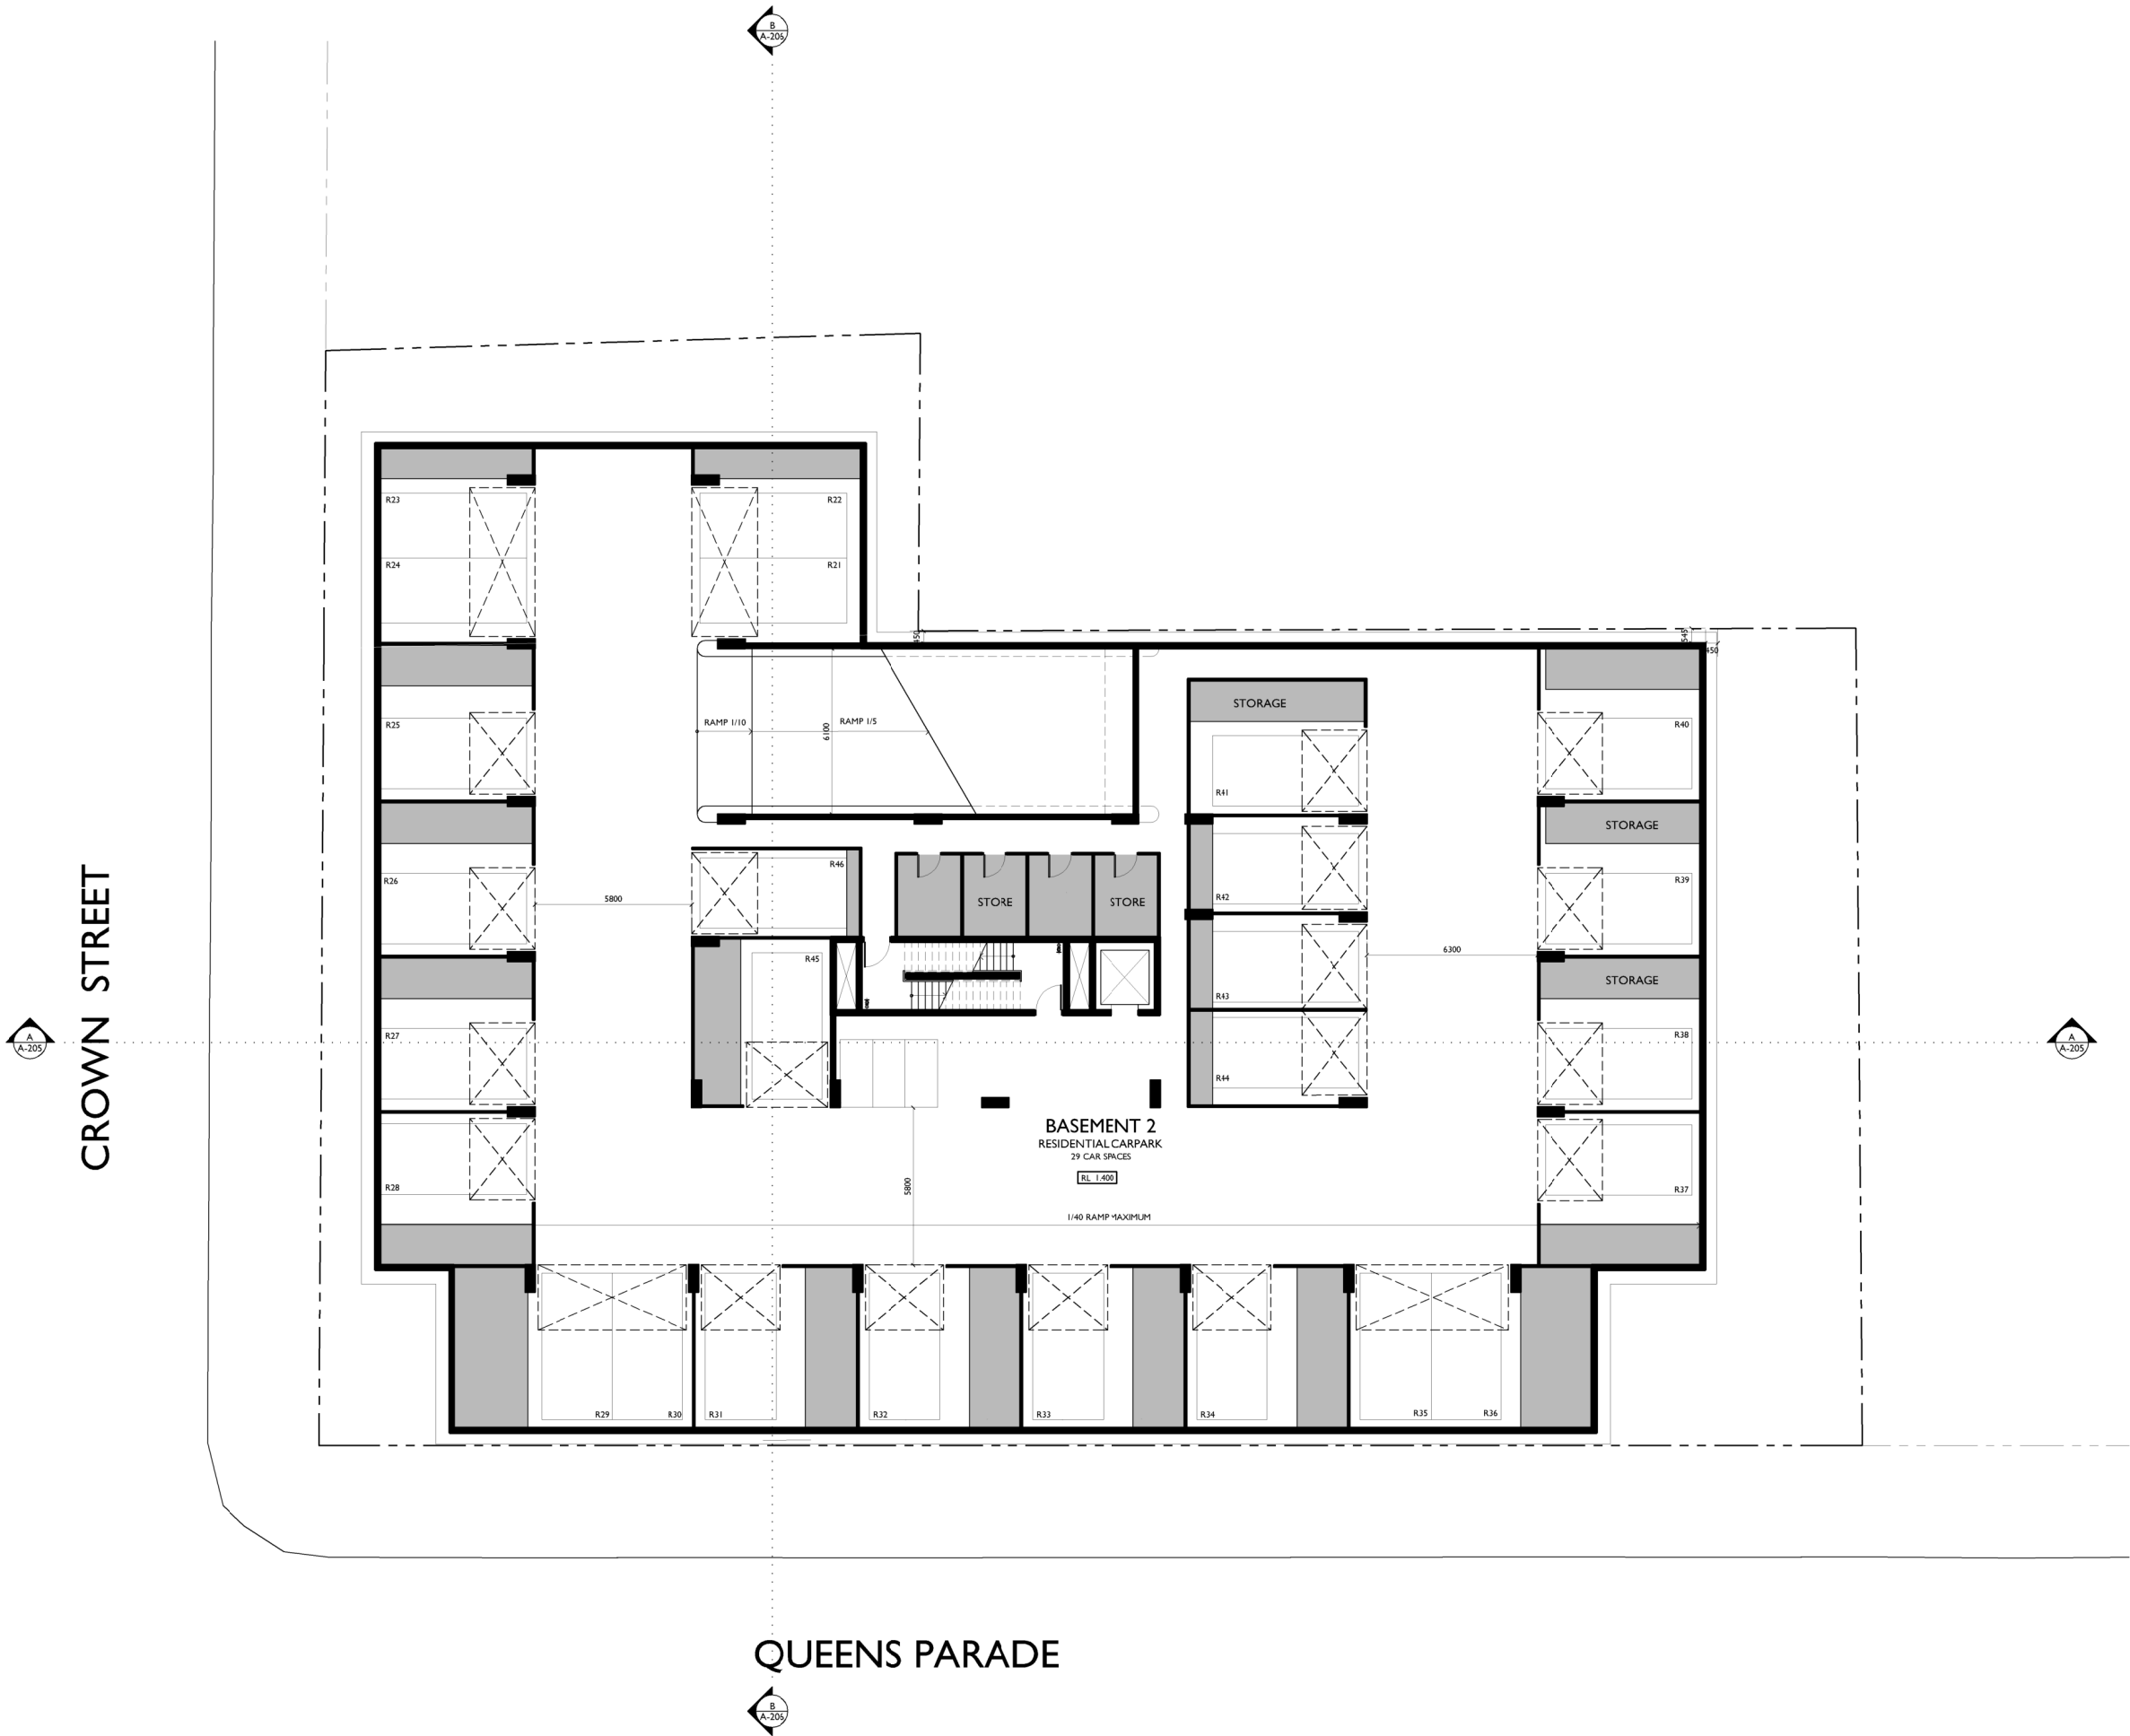 B
A-206
R23
R22
R24
R21
450
545
450
RAMP 1/10
RAMP 1/5
6100
STORAGE
R25
R40
R41
STORAGE
R46
R26
R39
5800
STORE
STORE
R42
6300
R45
STORAGE
R43
R27
R38
A
A-205
A
A-205
R44
CROWN STREET
BASEMENT 2
RESIDENTIAL CARPARK
29 CAR SPACES
RL 1.400
5800
R28
R37
1/40 RAMP MAXIMUM
R29
R30
R31
R32
R33
R34
R35
R36
QUEENS PARADE
B
A-206